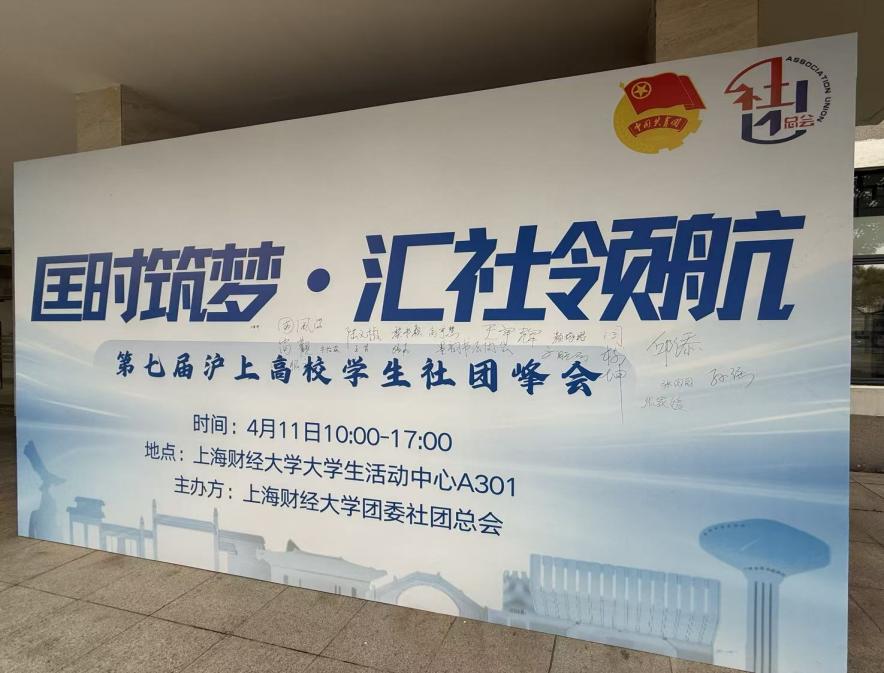 中国共青团
社
总会
ASSOCIATION UNION
匡时筑梦·汇社领航
第七届沪上高校学生社团峰会
时间：4月11日10:00-17:00
地点：上海财经大学大学生活动中心A301
主办方：上海财经大学团委社团总会